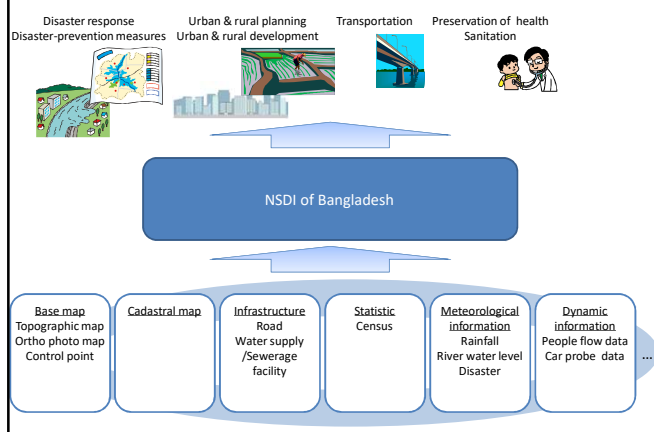 Disaster response
Disaster-prevention measures
Urban & rural planning
Urban & rural development
Transportation
Preservation of health
Sanitation
NSDI of Bangladesh
Base map
Topographic map
Ortho photo map
Control point
Cadastral map
Infrastructure
Road
Water supply
/Sewerage
facility
Statistic
Census
Meteorological
information
Rainfall
River water level
Disaster
Dynamic
information
People flow data
Car probe data
...